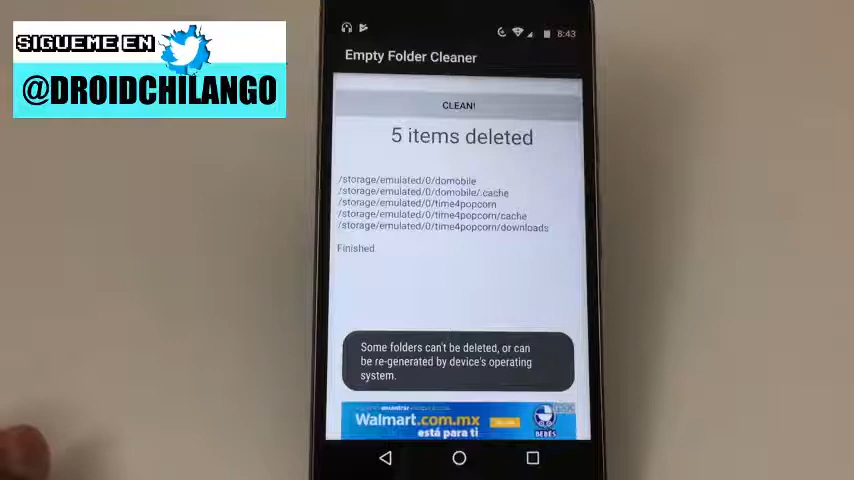 SIGUEME EN
@DROIDCHILANGO
8:43
Empty Folder Cleaner
CLEAN!
5 items deleted
/storage/emulated/0/domobile
/storage/emulated/0/domobile/.cache
/storage/emulated/0/time4popcorn
/storage/emulated/0/time4popcorn/cache
/storage/emulated/0/time4popcorn/downloads
Finished
Some folders can't be deleted, or can
be re-generated by device's operating
system.
Walmart.com.mx
está para ti
BEBÉS